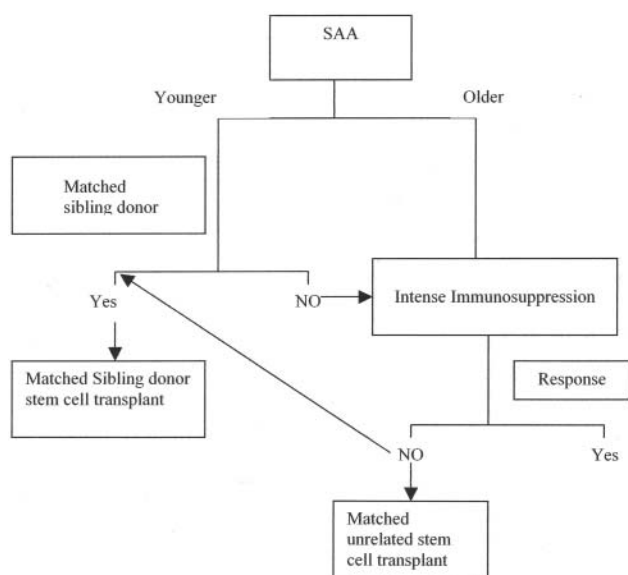 SAA
Younger
Older
Matched
sibling donor
Yes
NO
Intense Immunosuppression
Matched Sibling donor
stem cell transplant
Response
NO
Yes
Matched
unrelated stem
cell transplant